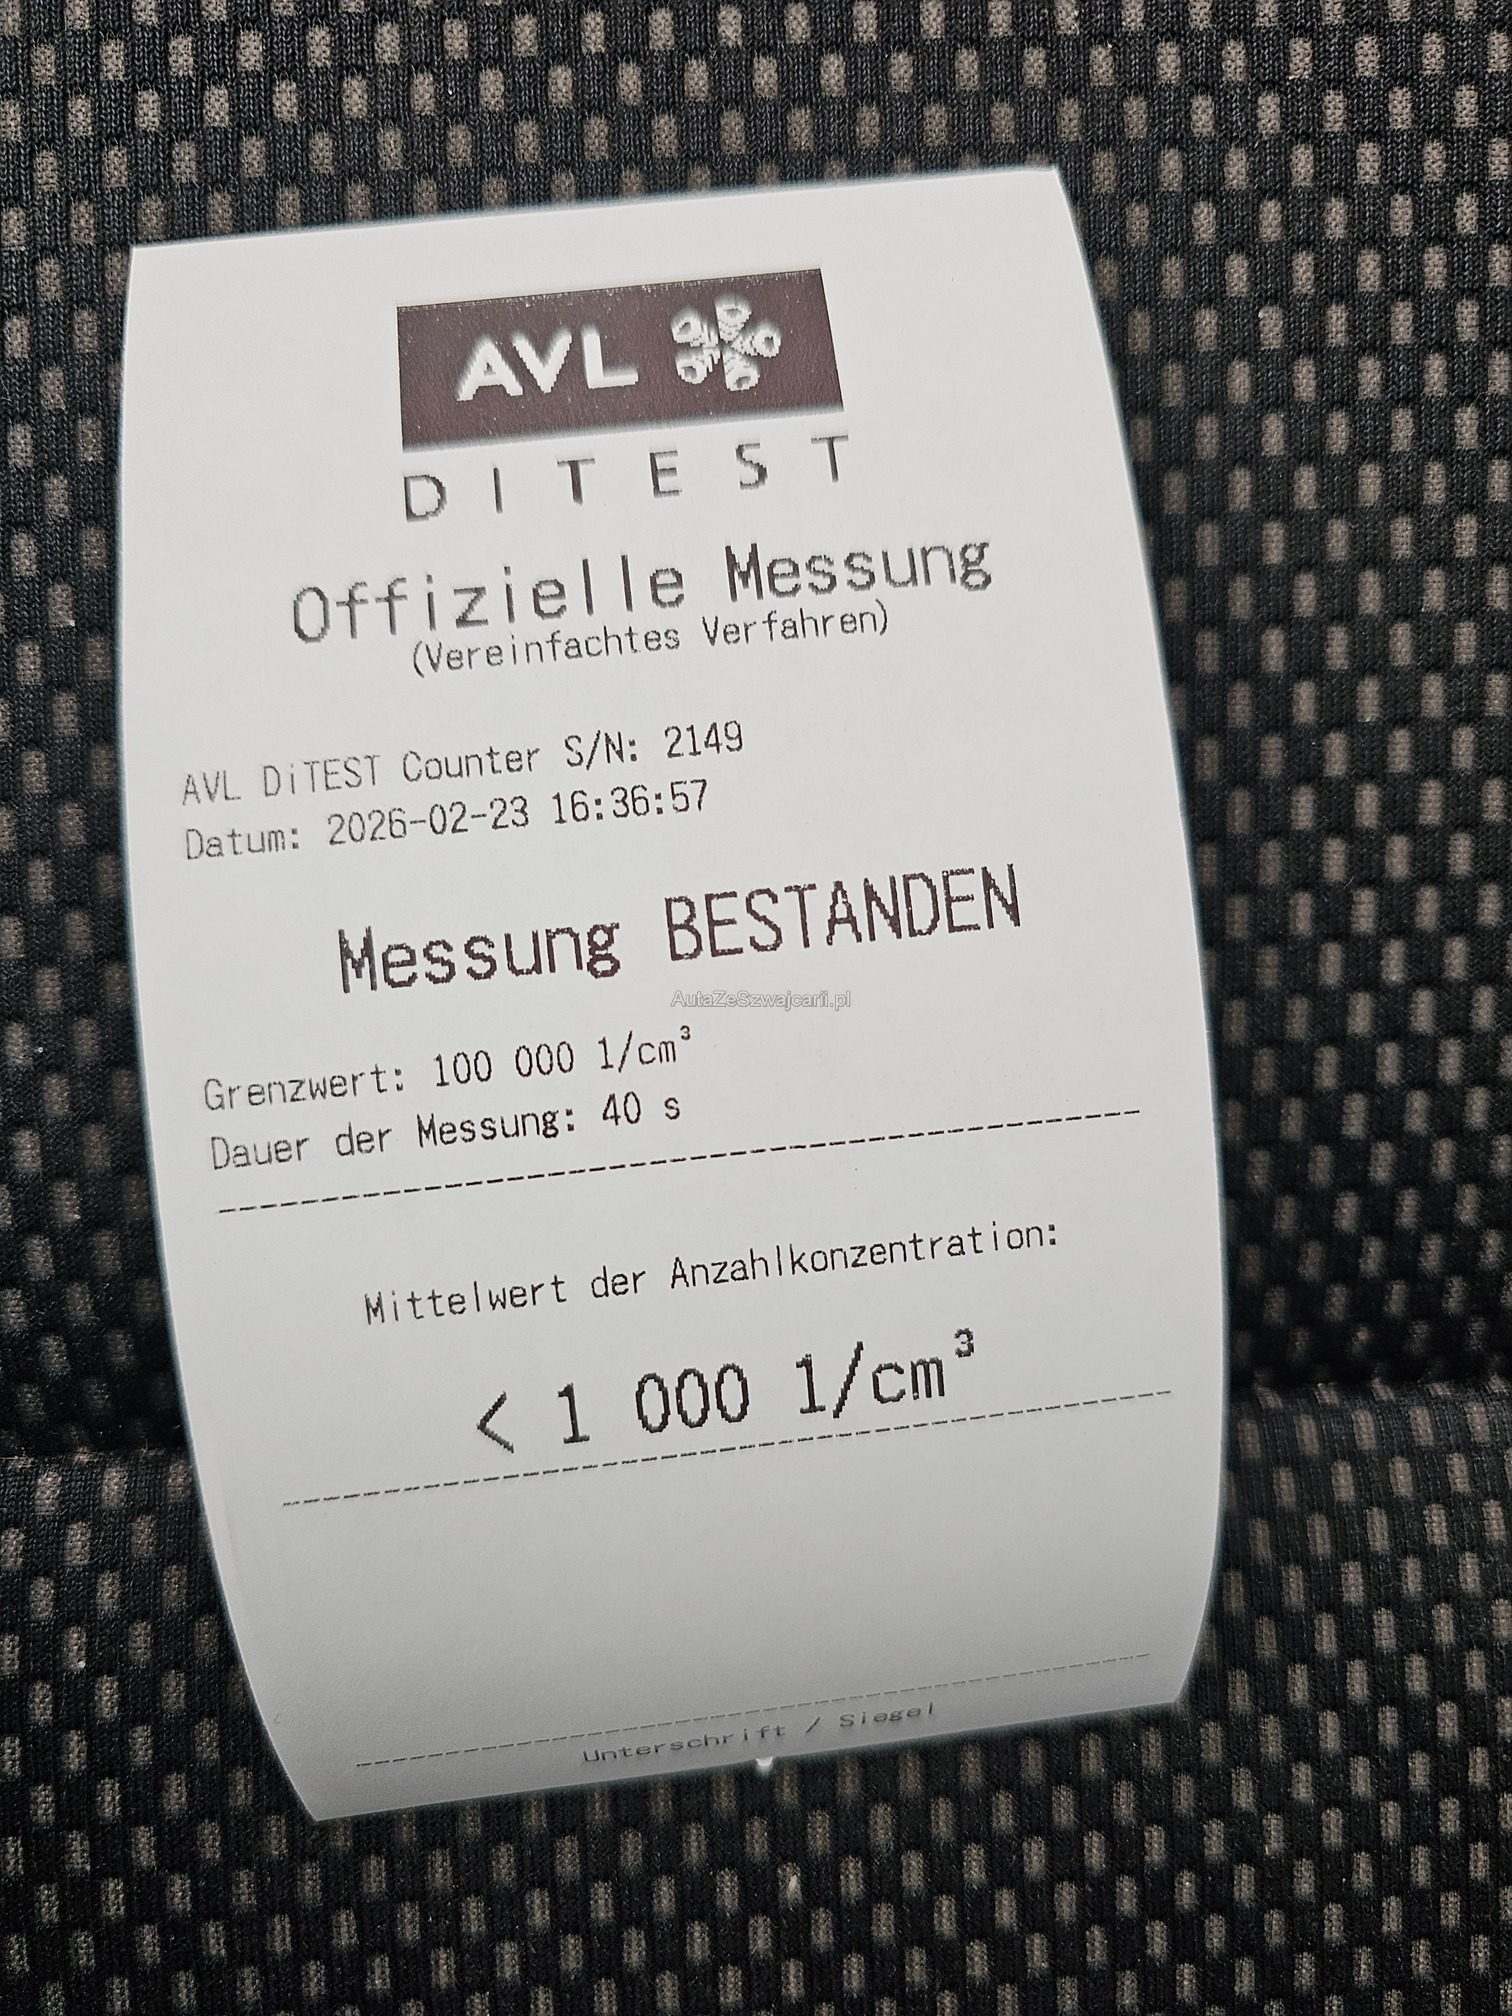 AVL
DITEST
Offizielle Messung
(Vereinfachtes Verfahren)
AVL DiTEST Counter S/N: 2149
Datum: 2026-02-23 16:36:57
Messung BESTANDEN
AutaZeSzwajcarii.pl
Grenzwert: 100 000 1/cm³
Dauer der Messung: 40 s
Mittelwert der Anzahlkonzentration:
< 1 000 1/cm³
Unterschrift / Siegel